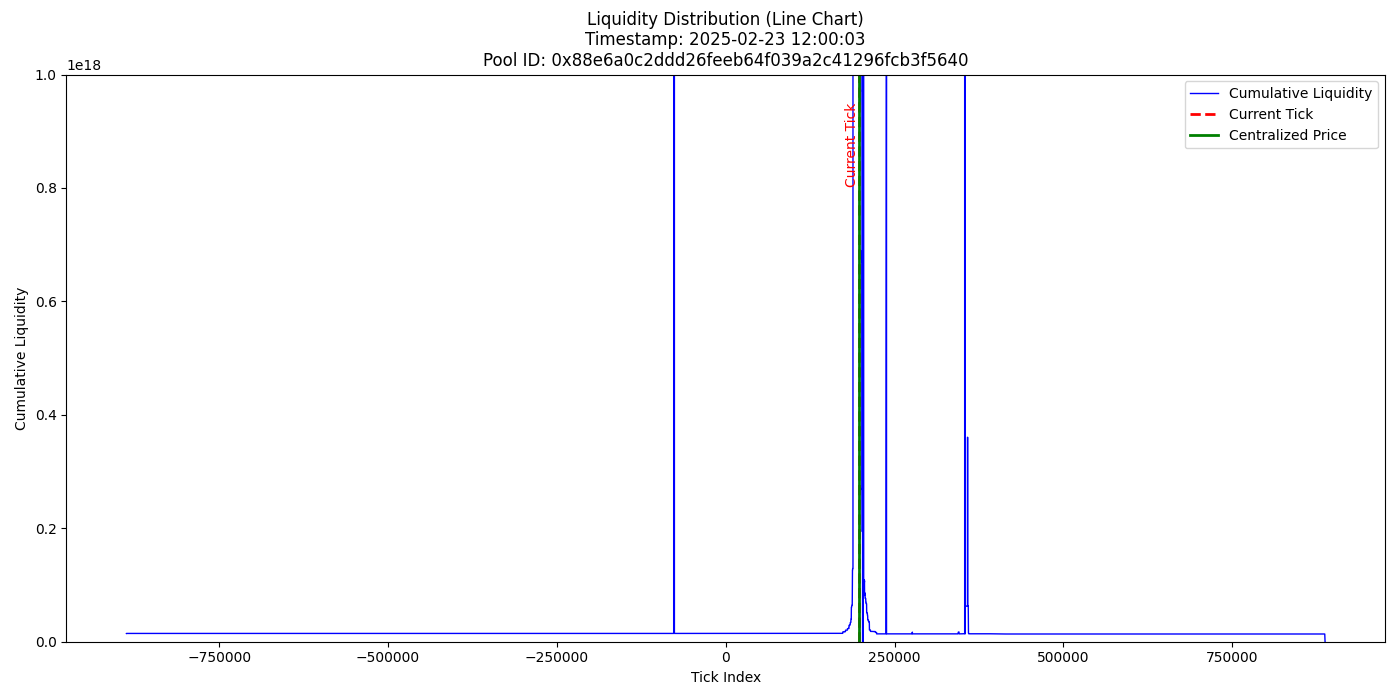 Liquidity Distribution (Line Chart)
Timestamp: 2025-02-23 12:00:03
Pool ID: 0x88e6a0c2ddd26feeb64f039a2c41296fcb3f5640
1e18
1.0
0.8
0.6
0.4
0.2
0.0
Cumulative Liquidity
Current Tick
Cumulative Liquidity
Current Tick
Centralized Price
−750000 −500000 −250000 0 250000 500000 750000
Tick Index